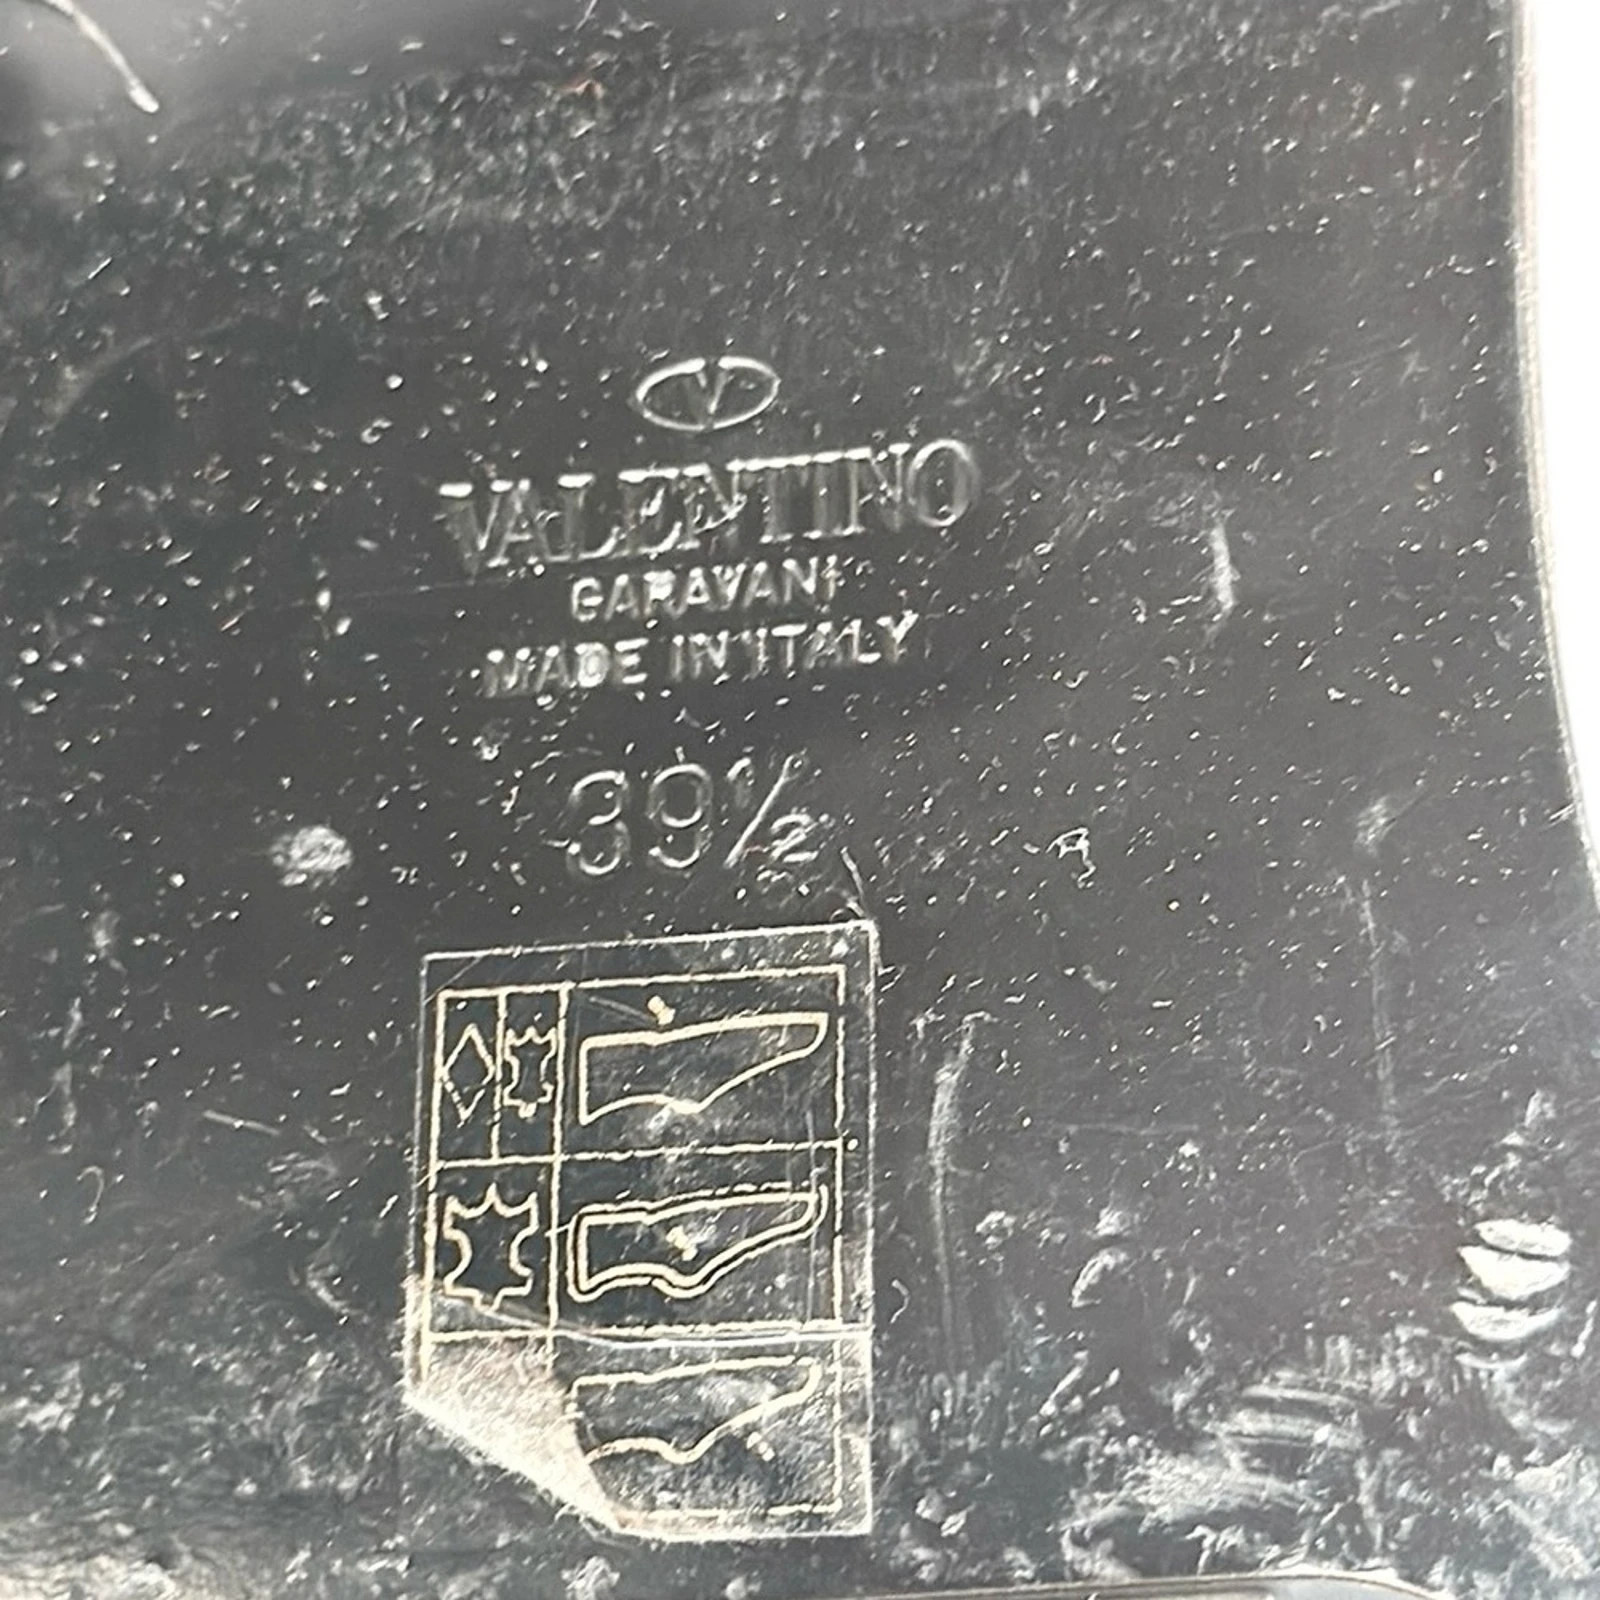 V
VALENTINO
GARAVANI
MADE IN ITALY
39½